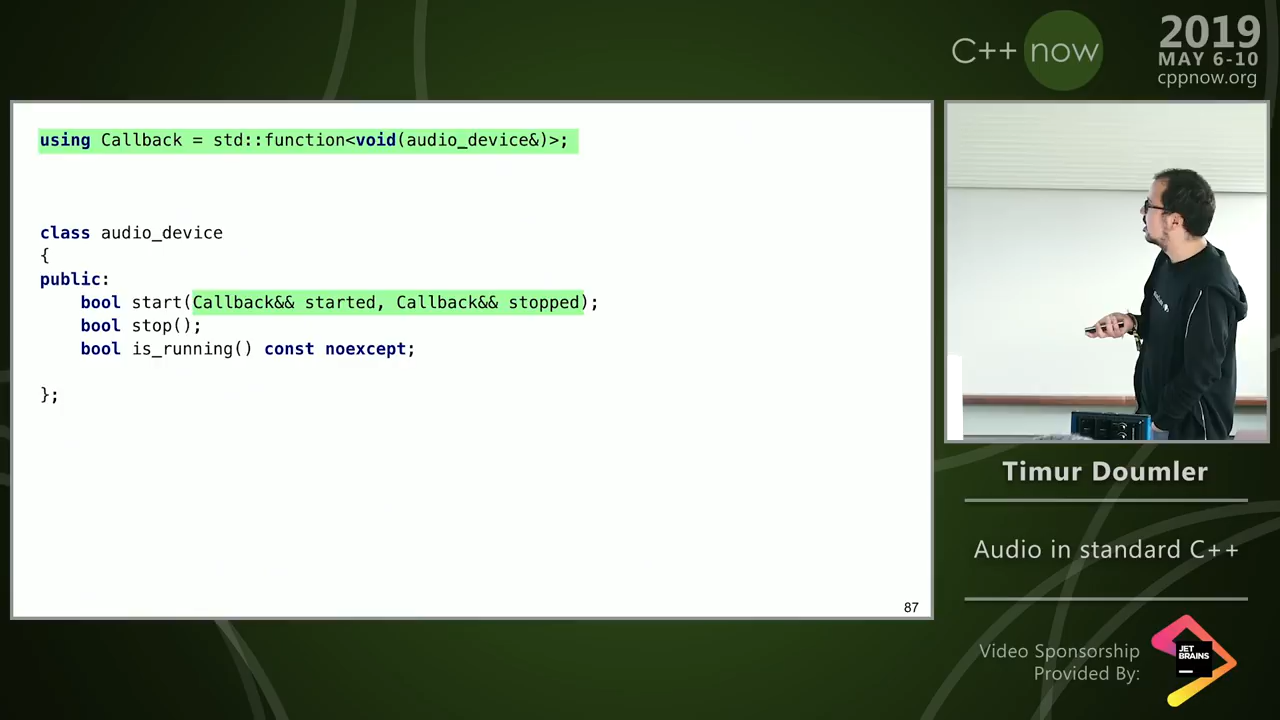 C++ now
2019
MAY 6-10
cppnow.org
using Callback = std::function<void(audio_device&)>;
class audio_device
{
public:
    bool start(Callback&& started, Callback&& stopped);
    bool stop();
    bool is_running() const noexcept;
};
87
Timur Doumler
Audio in standard C++
Video Sponsorship
Provided By:
JET
BRAINS